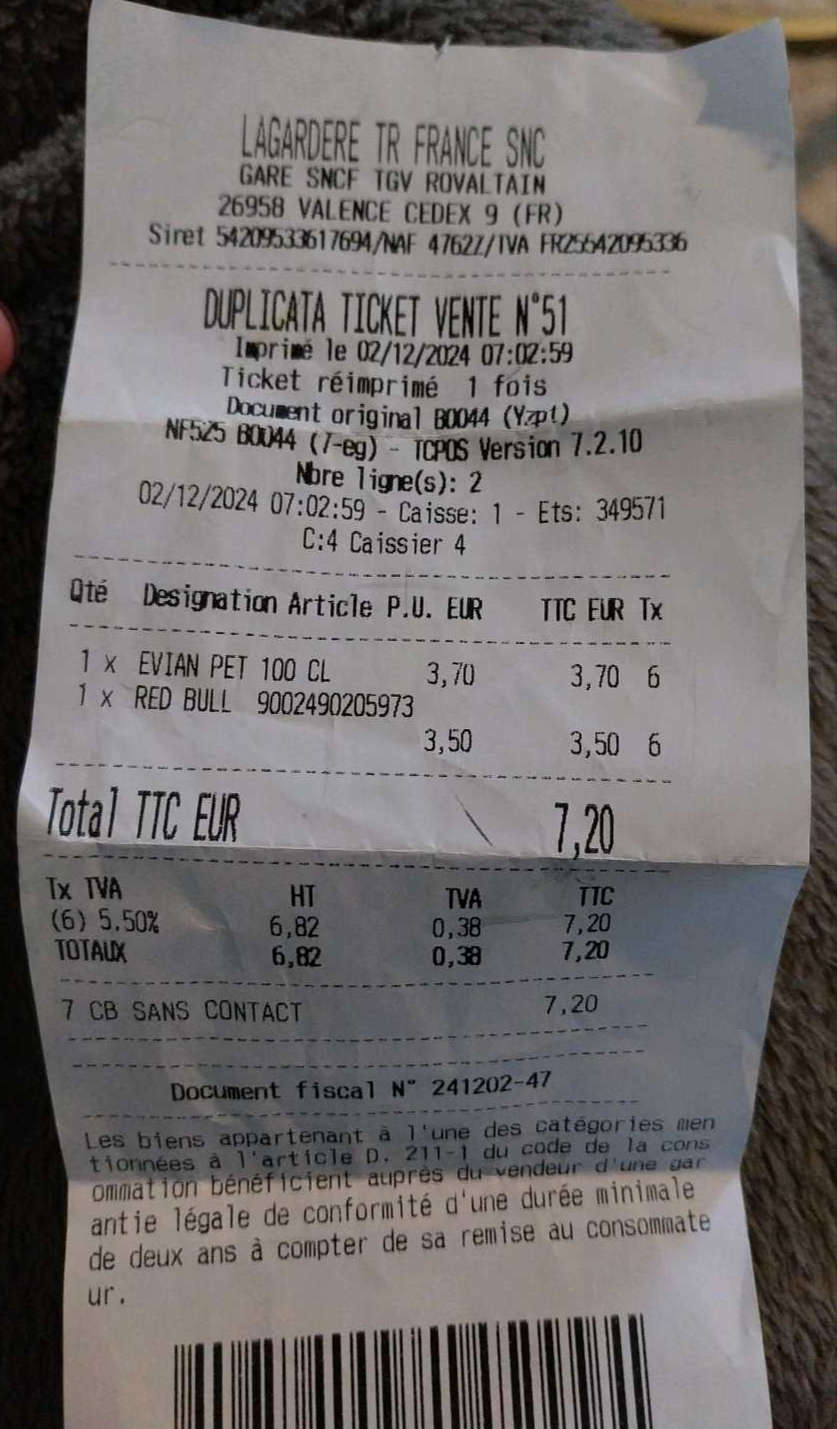 LAGARDERE TR FRANCE SNC
GARE SNCF TGV ROVALTAIN
26958 VALENCE CEDEX 9 (FR)
Siret 54209533617694/NAF 4762Z/TVA FR25542095336
DUPLICATA TICKET VENTE N°51
Imprimé le 02/12/2024 07:02:59
Ticket réimprimé 1 fois
Document original B0044 (Yzpt)
NF525 B0044 (7-eg) - TCPOS Version 7.2.10
Nbre ligne(s): 2
02/12/2024 07:02:59 - Caisse: 1 - Ets: 349571
C:4 Caissier 4
Qté Designation Article P.U. EUR TTC EUR Tx
1 x EVIAN PET 100 CL 3,70 3,70 6
1 x RED BULL 9002490205973
3,50 3,50 6
Total TTC EUR 7,20
Tx TVA HT TVA TTC
(6) 5.50% 6,82 0,38 7,20
TOTAUX 6,82 0,38 7,20
7 CB SANS CONTACT 7,20
Document fiscal N° 241202-47
Les biens appartenant à l'une des catégories men
tionnées à l'article D. 211-1 du code de la cons
ommation bénéficient auprès du vendeur d'une gar
antie légale de conformité d'une durée minimale
de deux ans à compter de sa remise au consommate
ur.